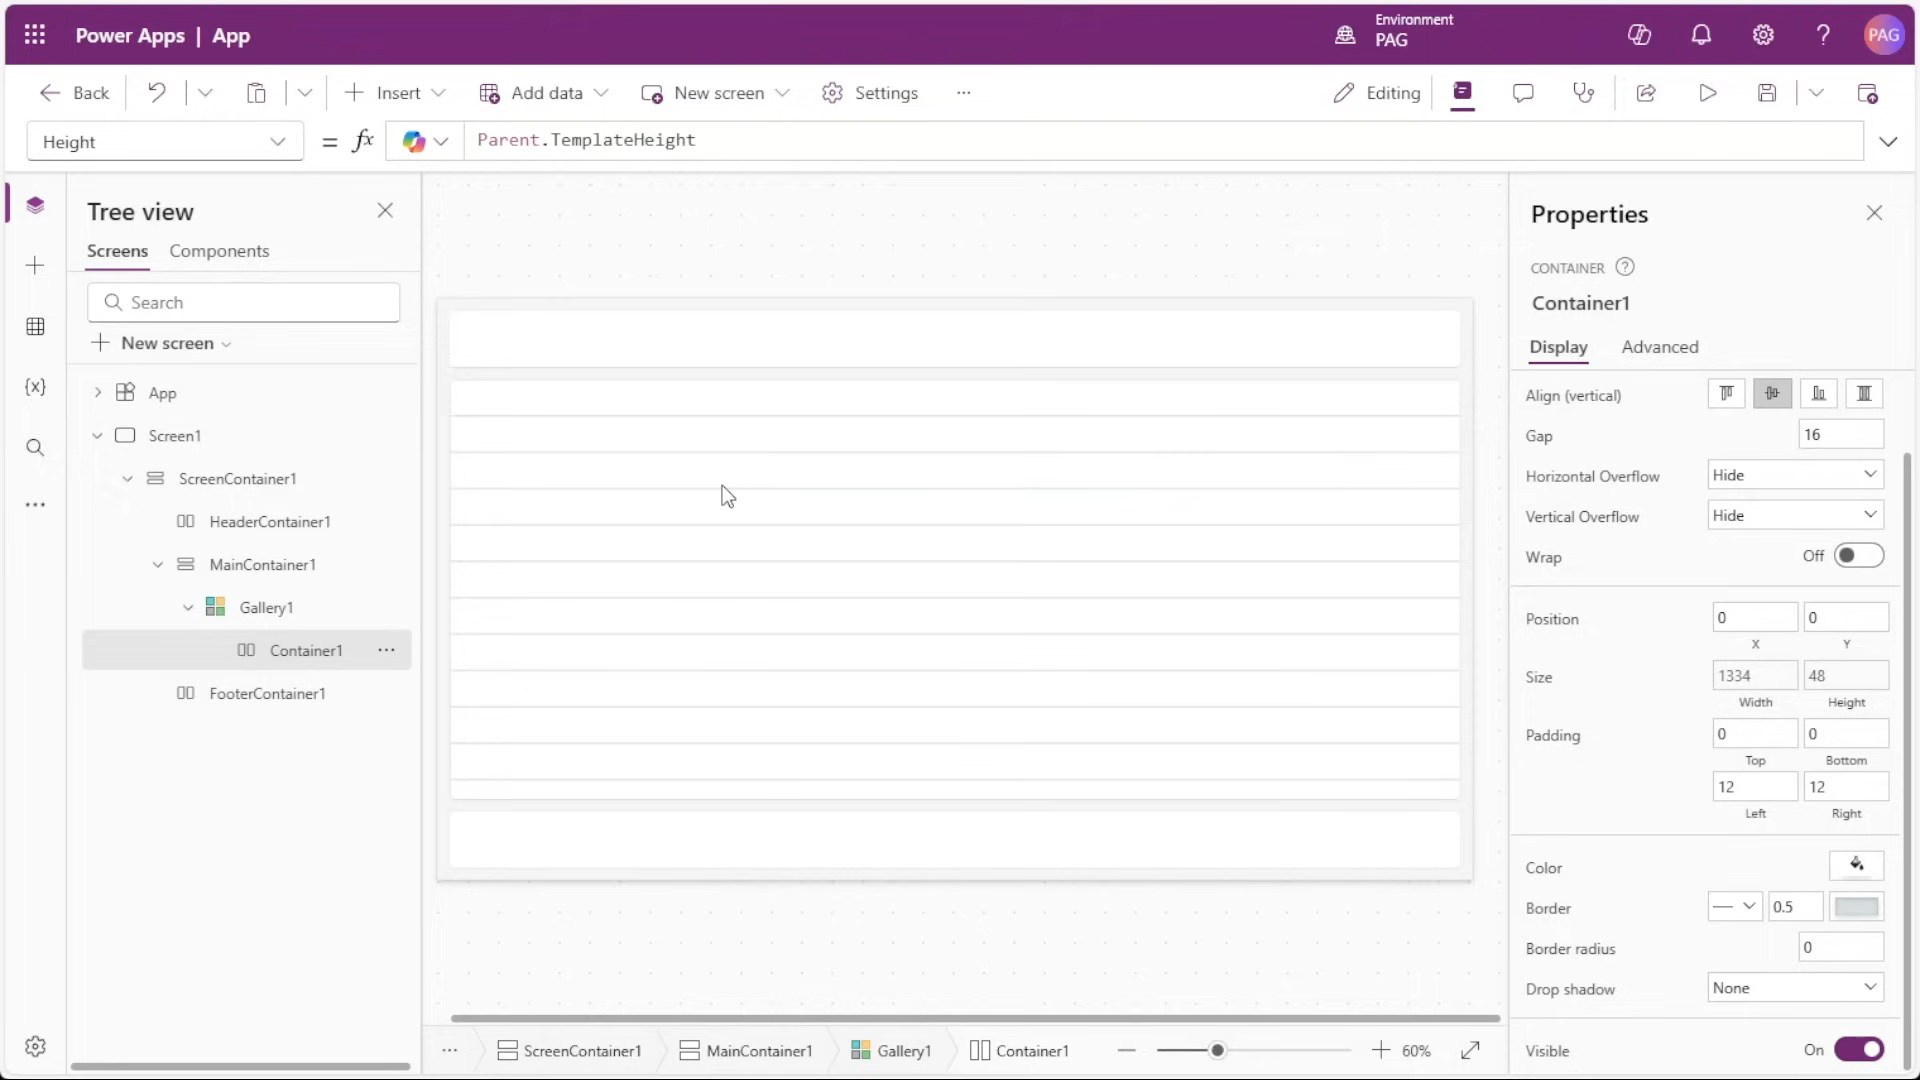 Power Apps | App
Environment
PAG
PAG
Back
Insert
Add data
New screen
Settings
...
Editing
Height
= fx
Parent.TemplateHeight
Tree view
Screens
Components
Search
New screen
App
Screen1
ScreenContainer1
HeaderContainer1
MainContainer1
Gallery1
Container1
...
FooterContainer1
{x}
...
Properties
CONTAINER
Container1
Display
Advanced
Align (vertical)
Gap
16
Horizontal Overflow
Hide
Vertical Overflow
Hide
Wrap
Off
Position
0
0
X
Y
Size
1334
48
Width
Height
Padding
0
0
Top
Bottom
12
12
Left
Right
Color
Border
0.5
Border radius
0
Drop shadow
None
Visible
On
...
ScreenContainer1
MainContainer1
Gallery1
Container1
60%